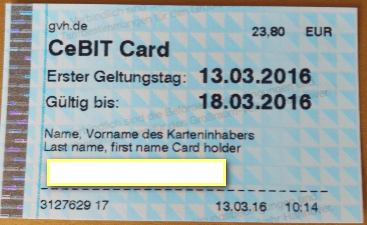 gvh.de
23,80 EUR
CeBIT Card
Erster Geltungstag: 13.03.2016
Gültig bis: 18.03.2016
Name, Vorname des Karteninhabers
Last name, first name Card holder
3127629 17 13.03.16 10:14